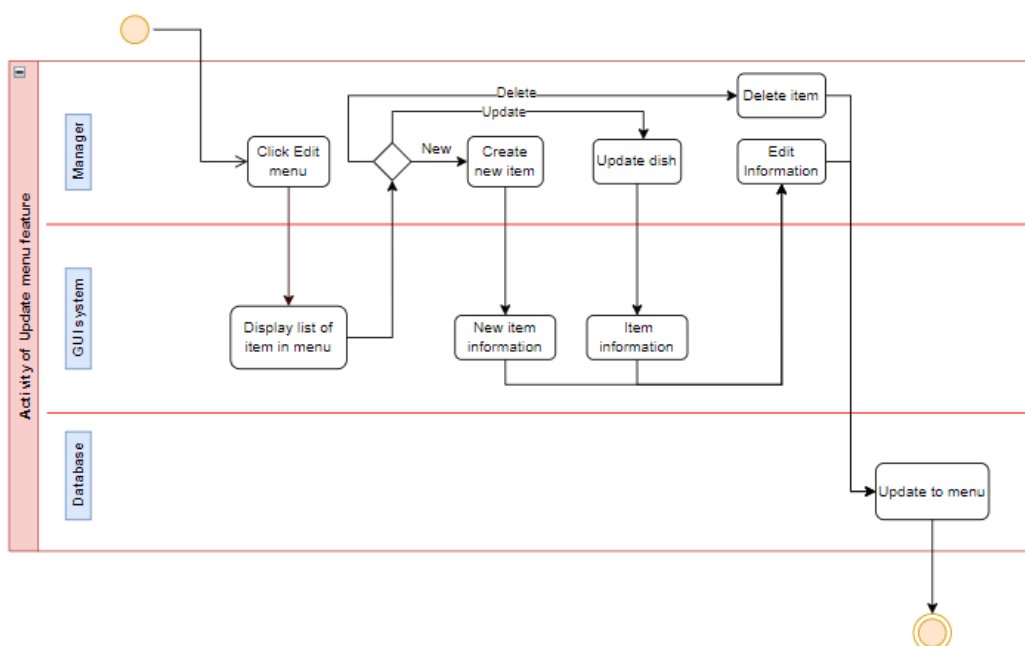 Activity of Update menu feature
Manager
Delete
Delete item
Update
Click Edit
menu
New
Create
new item
Update dish
Edit
Information
GUI system
Display list of
item in menu
New item
information
Item
information
Database
Update to menu